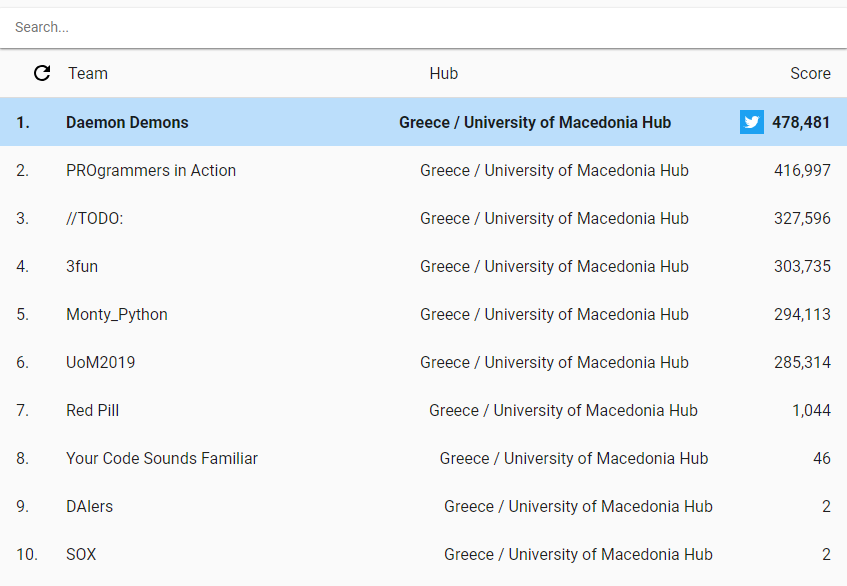 Search...
Team Hub Score
1. Daemon Demons Greece / University of Macedonia Hub 478,481
2. PROgrammers in Action Greece / University of Macedonia Hub 416,997
3. //TODO: Greece / University of Macedonia Hub 327,596
4. 3fun Greece / University of Macedonia Hub 303,735
5. Monty_Python Greece / University of Macedonia Hub 294,113
6. UoM2019 Greece / University of Macedonia Hub 285,314
7. Red Pill Greece / University of Macedonia Hub 1,044
8. Your Code Sounds Familiar Greece / University of Macedonia Hub 46
9. DAIers Greece / University of Macedonia Hub 2
10. SOX Greece / University of Macedonia Hub 2